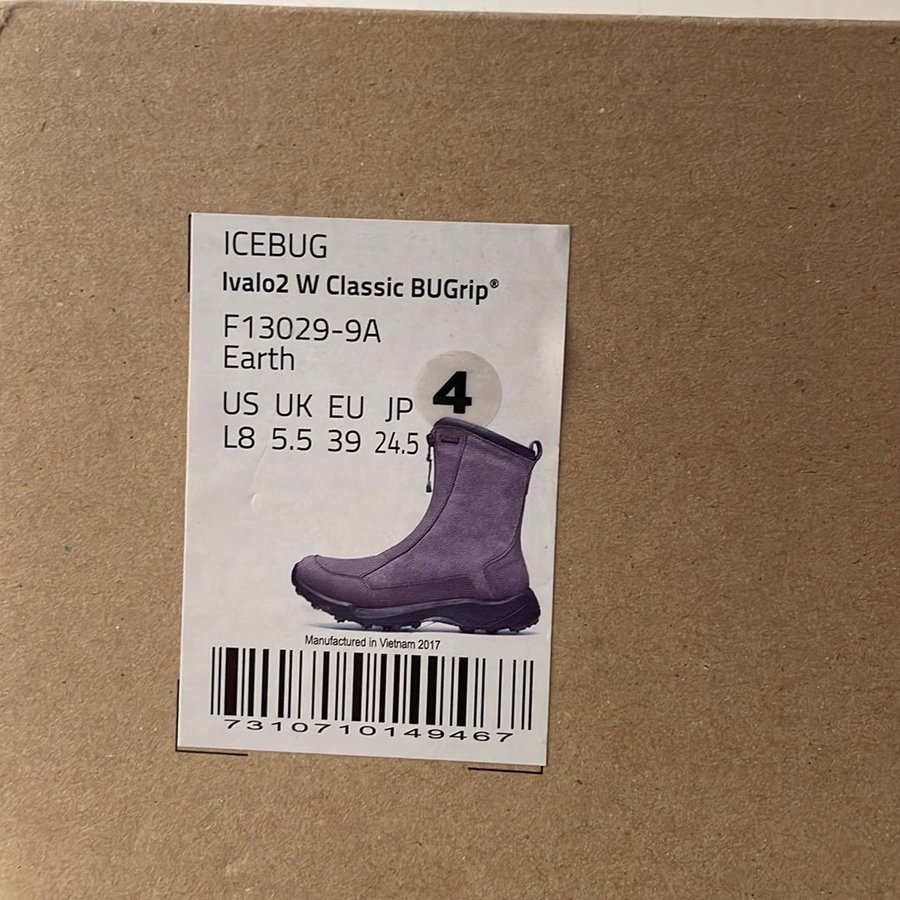 ICEBUG
Ivalo2 W Classic BUGrip®
F13029-9A
Earth
4
US UK EU JP
L8 5.5 39 24.5
Manufactured in Vietnam 2017
7310710149467